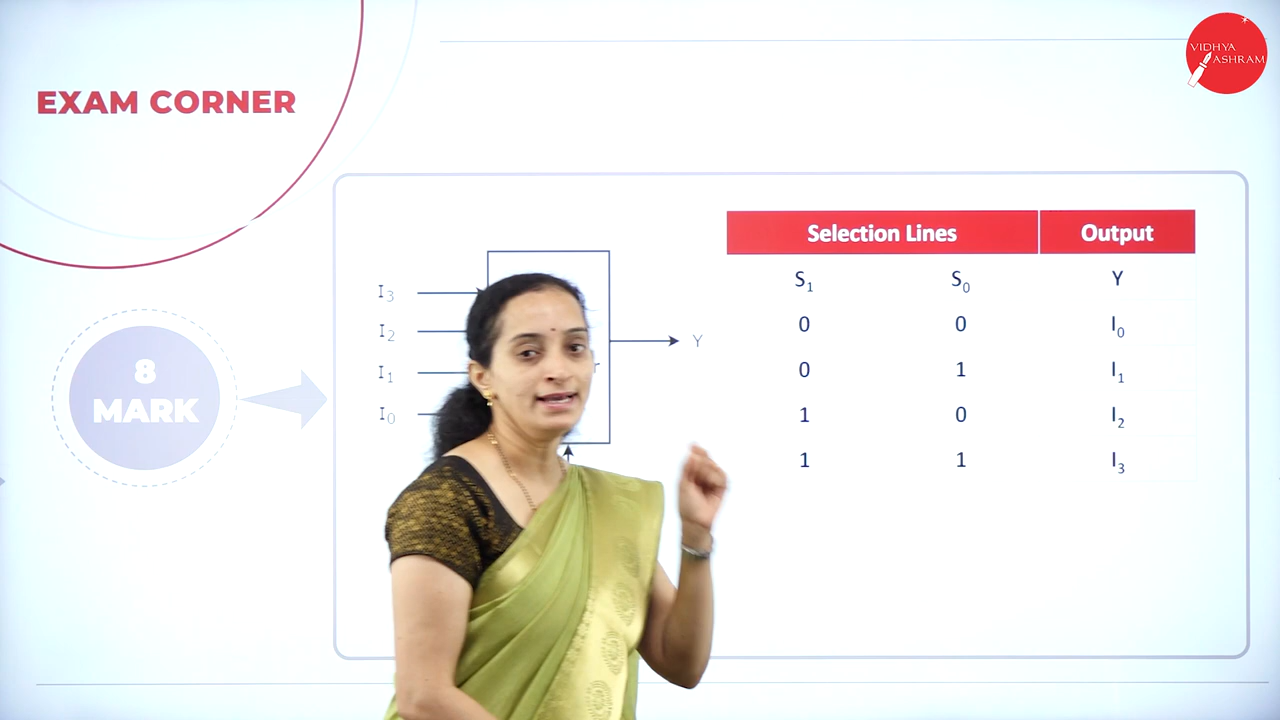 VIDHYA
ASHRAM
EXAM CORNER
8
MARK
I3
I2
I1
I0
r
Y
Selection Lines Output
S1 S0 Y
0 0 I0
0 1 I1
1 0 I2
1 1 I3